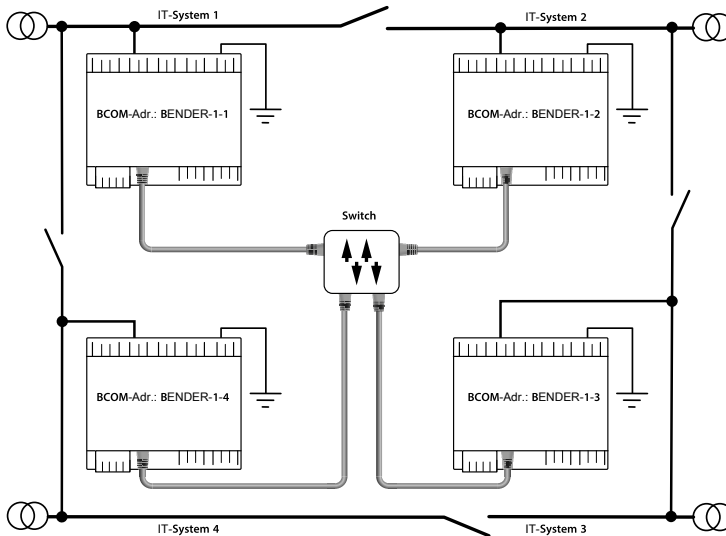 IT-System 1
IT-System 2
BCOM-Adr.: BENDER-1-1
BCOM-Adr.: BENDER-1-2
Switch
BCOM-Adr.: BENDER-1-4
BCOM-Adr.: BENDER-1-3
IT-System 4
IT-System 3